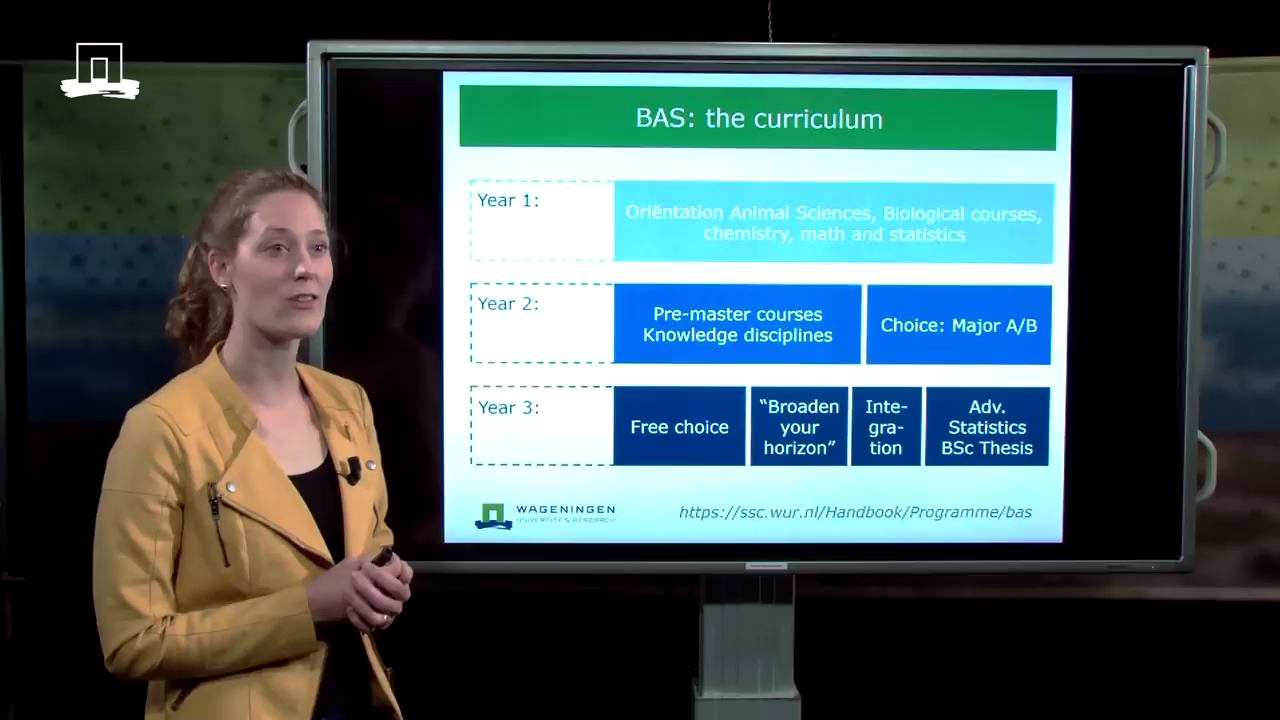 BAS: the curriculum
Year 1:
Oriëntation Animal Sciences, Biological courses,
chemistry, math and statistics
Year 2:
Pre-master courses
Knowledge disciplines
Choice: Major A/B
Year 3:
Free choice
“Broaden
your
horizon”
Inte-
gra-
tion
Adv.
Statistics
BSc Thesis
WAGENINGEN
UNIVERSITY & RESEARCH
https://ssc.wur.nl/Handbook/Programme/bas